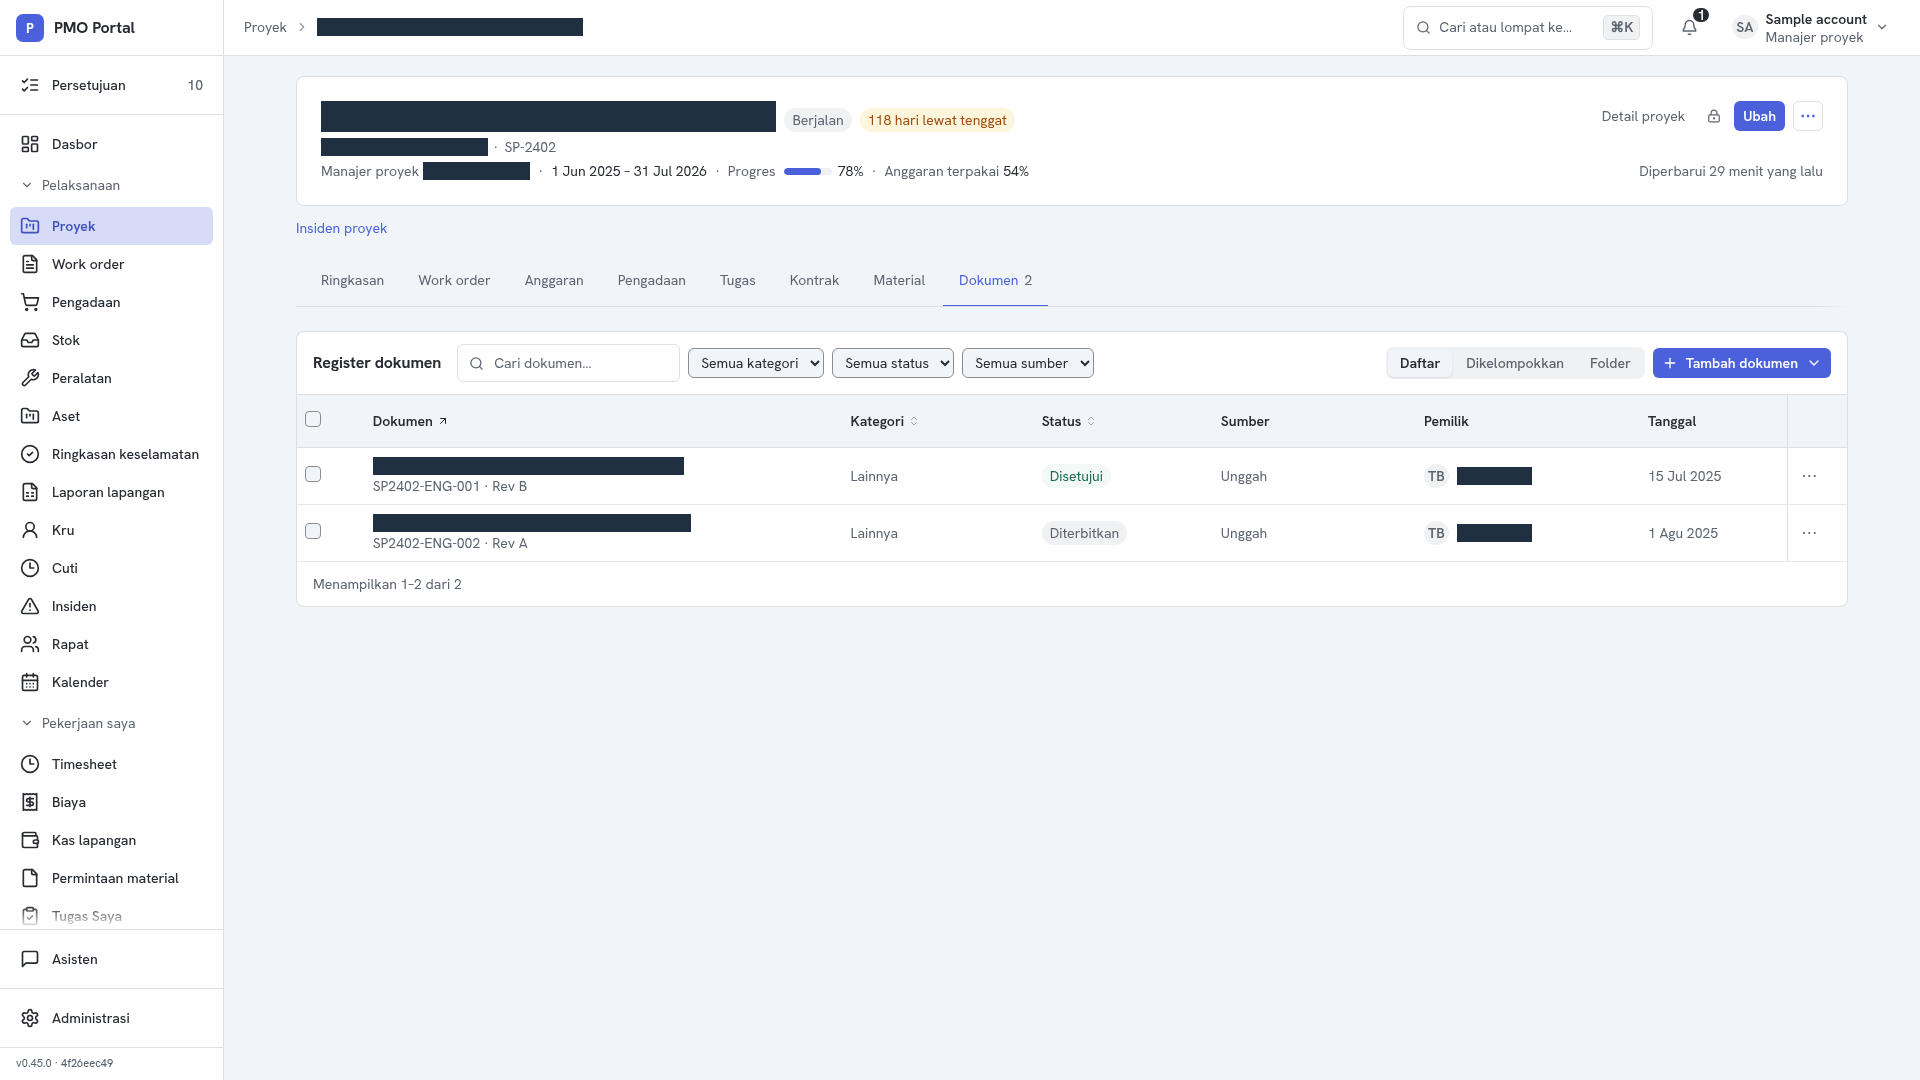 P PMO Portal
Persetujuan 10
Dasbor
Pelaksanaan
Proyek
Work order
Pengadaan
Stok
Peralatan
Aset
Ringkasan keselamatan
Laporan lapangan
Kru
Cuti
Insiden
Rapat
Kalender
Pekerjaan saya
Timesheet
Biaya
Kas lapangan
Permintaan material
Tugas Saya
Asisten
Administrasi
v0.45.0 · 4f26eec49
Proyek
Cari atau lompat ke... ⌘K
1
SA Sample account
Manajer proyek
Berjalan 118 hari lewat tenggat
Detail proyek Ubah
· SP-2402
Manajer proyek · 1 Jun 2025 – 31 Jul 2026 · Progres 78% · Anggaran terpakai 54%
Diperbarui 29 menit yang lalu
Insiden proyek
Ringkasan Work order Anggaran Pengadaan Tugas Kontrak Material Dokumen 2
Register dokumen Cari dokumen... Semua kategori Semua status Semua sumber Daftar Dikelompokkan Folder Tambah dokumen
Dokumen Kategori Status Sumber Pemilik Tanggal
Lainnya Disetujui Unggah TB 15 Jul 2025
SP2402-ENG-001 · Rev B
Lainnya Diterbitkan Unggah TB 1 Agu 2025
SP2402-ENG-002 · Rev A
Menampilkan 1–2 dari 2